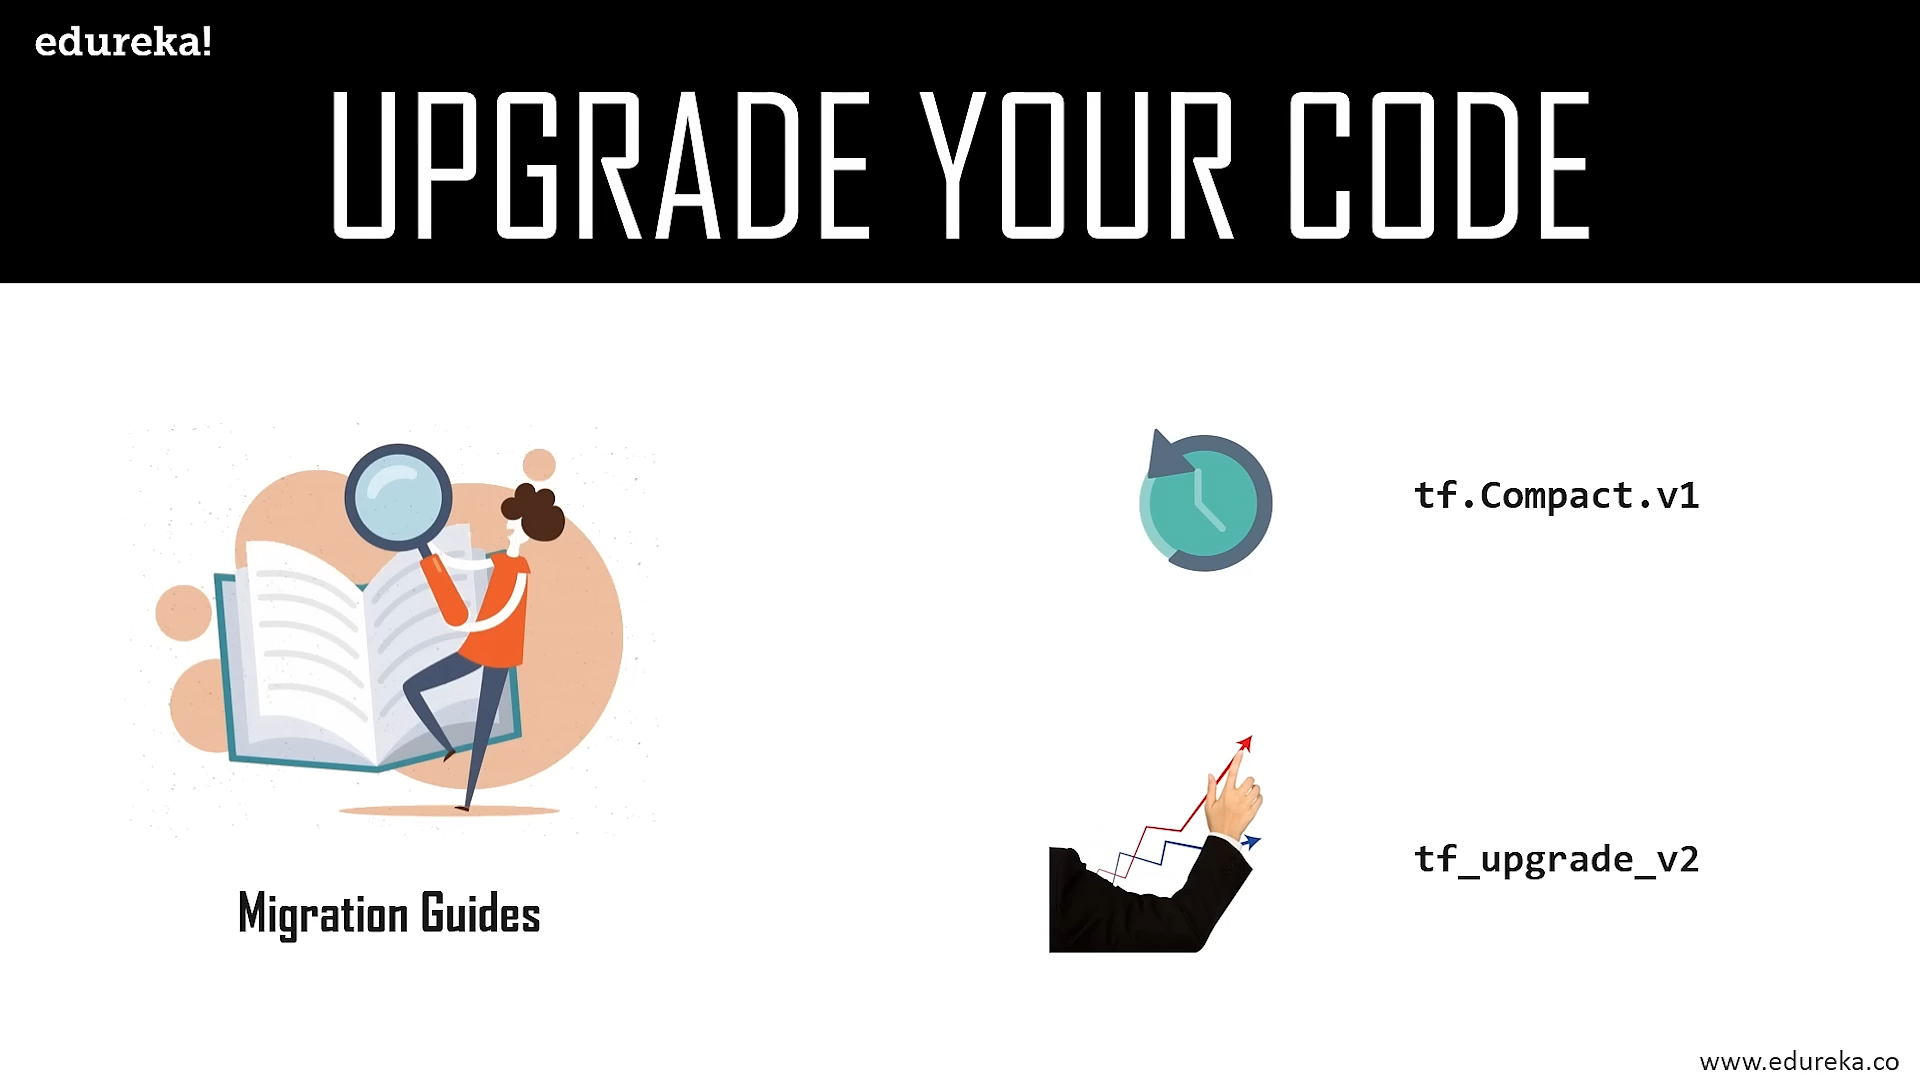 edureka!
UPGRADE YOUR CODE
tf.Compact.v1
tf_upgrade_v2
Migration Guides
www.edureka.co